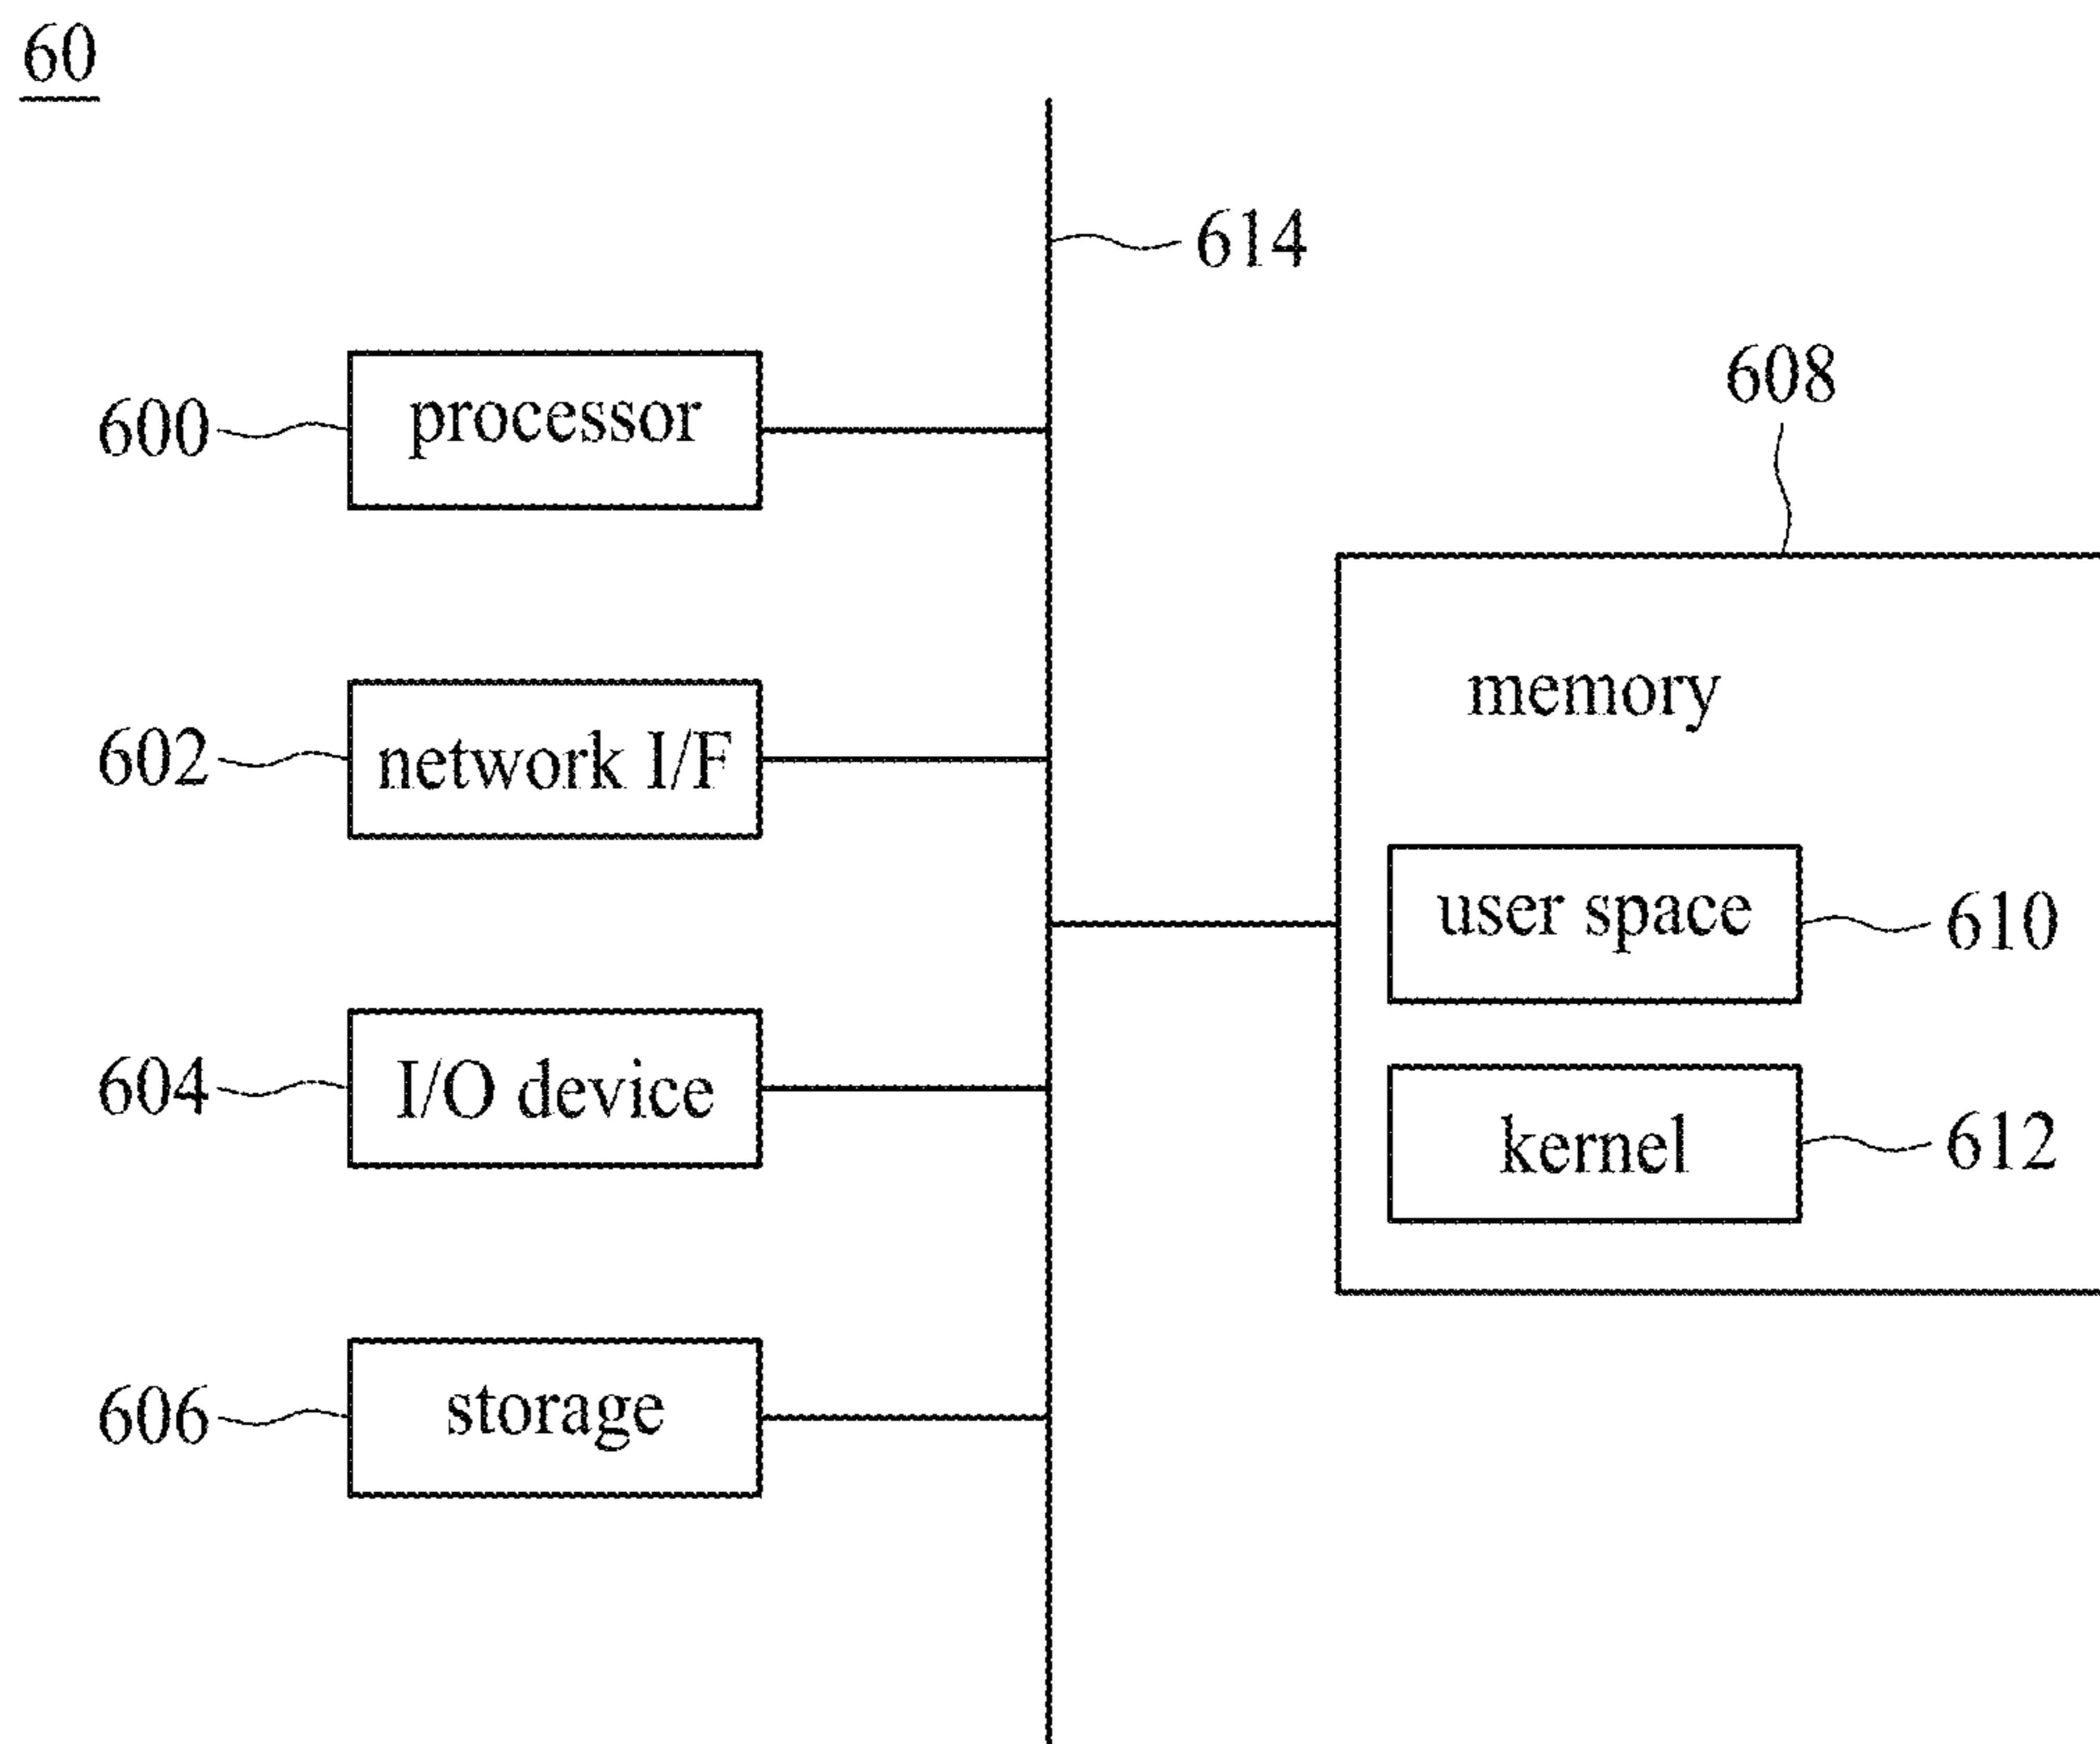 60
614
608
600
processor
memory
602
network I/F
user space
610
604
I/O device
kernel
612
606
storage